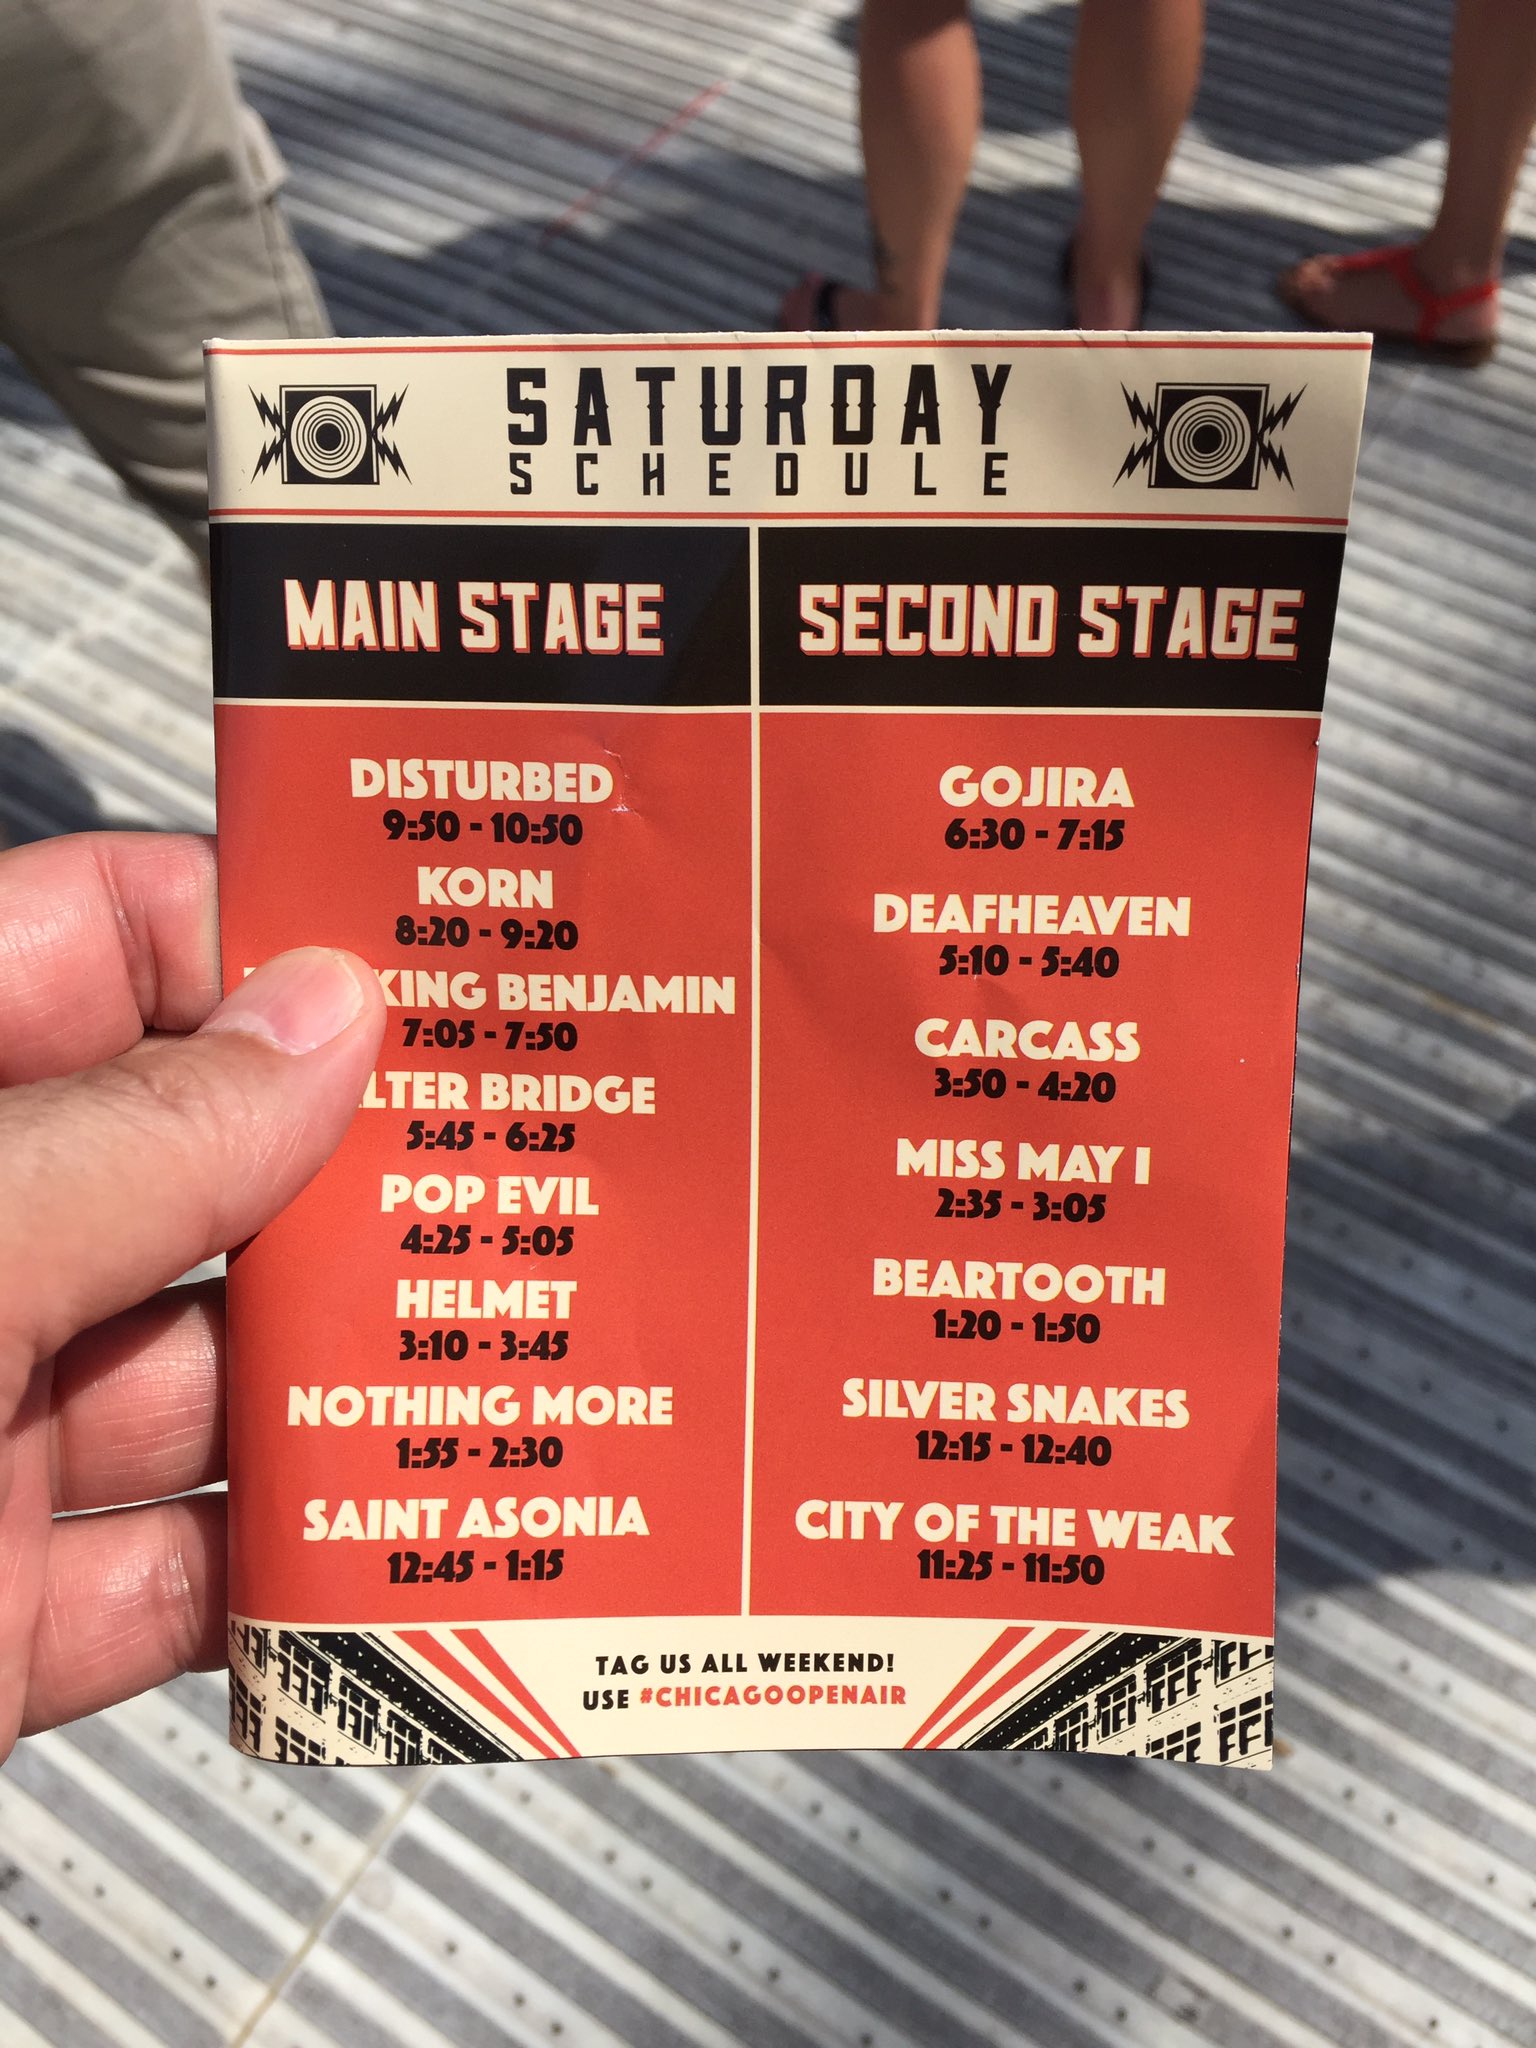 SATURDAY
SCHEDULE
MAIN STAGE
DISTURBED
9:50 - 10:50
KORN
8:20 - 9:20
BENJAMIN
7:05 - 7:50
BRIDGE
5:45 - 6:25
POP EVIL
4:25 - 5:05
HELMET
3:10 - 3:45
NOTHING MORE
1:55 - 2:30
SAINT ASONIA
12:45 - 1:15
SECOND STAGE
GOJIRA
6:30 - 7:15
DEAFHEAVEN
5:10 - 5:40
CARCASS
3:50 - 4:20
MISS MAY I
2:35 - 3:05
BEARTOOTH
1:20 - 1:50
SILVER SNAKES
12:15 - 12:40
CITY OF THE WEAK
11:25 - 11:50
TAG US ALL WEEKEND!
USE #CHICAGOOPENAIR